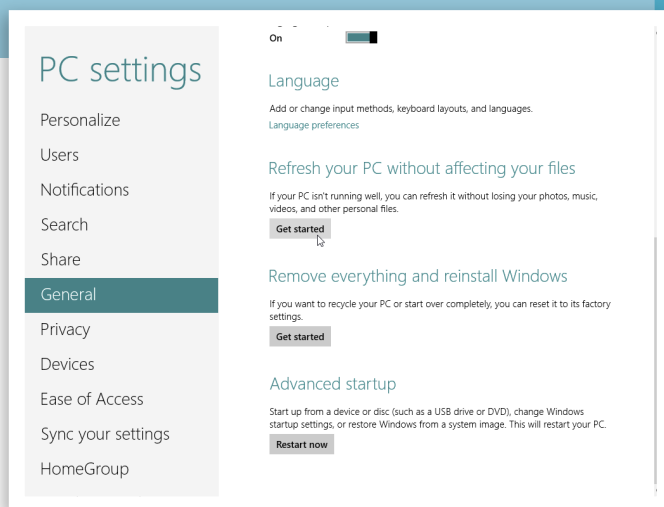 PC settings
Personalize
Users
Notifications
Search
Share
General
Privacy
Devices
Ease of Access
Sync your settings
HomeGroup
On
Language
Add or change input methods, keyboard layouts, and languages.
Language preferences
Refresh your PC without affecting your files
If your PC isn't running well, you can refresh it without losing your photos, music,
videos, and other personal files.
Get started
Remove everything and reinstall Windows
If you want to recycle your PC or start over completely, you can reset it to its factory
settings.
Get started
Advanced startup
Start up from a device or disc (such as a USB drive or DVD), change Windows
startup settings, or restore Windows from a system image. This will restart your PC.
Restart now